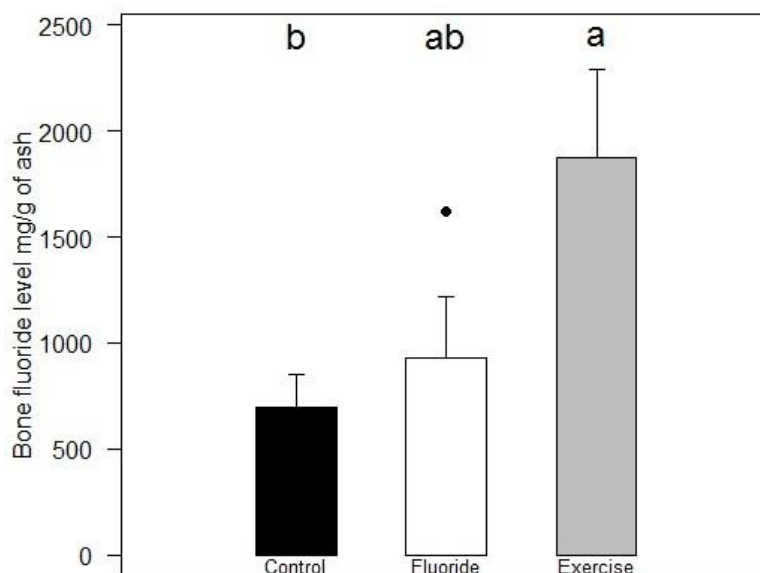 Bone fluoride level mg/g of ash
2500
2000
1500
1000
500
0
b ab a
Control Fluoride Exercise